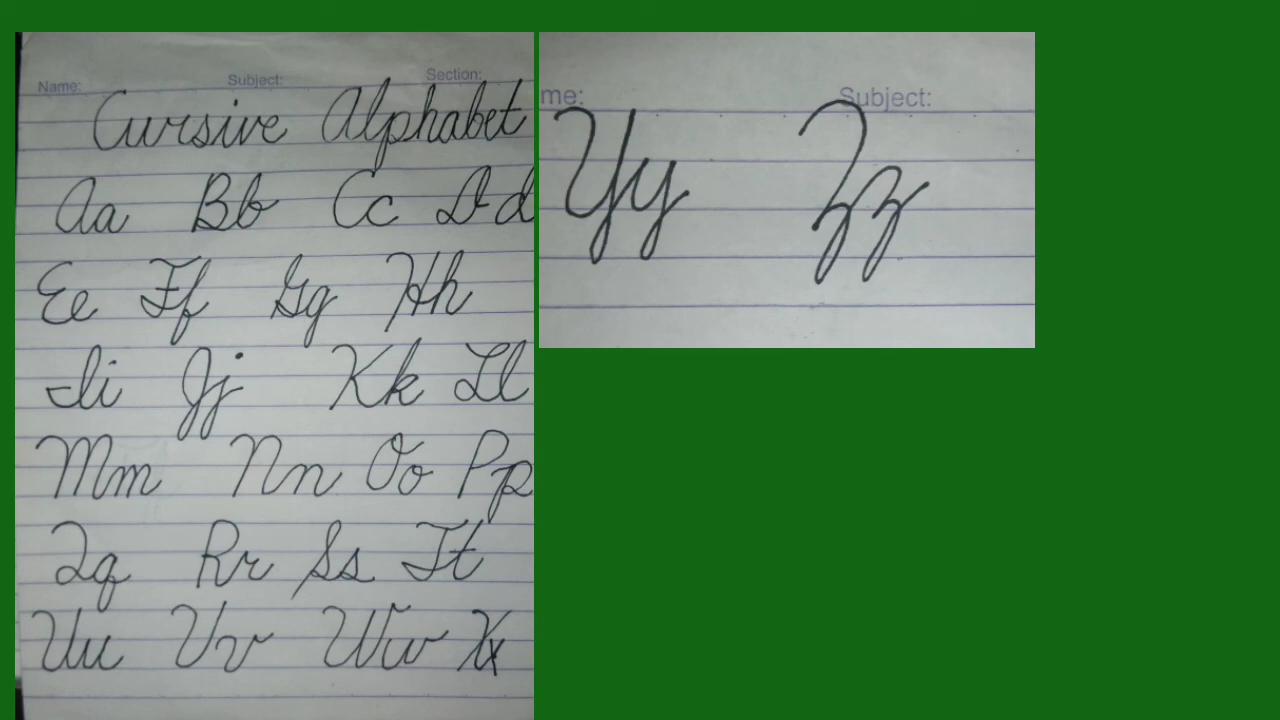 Name: Subject: Section:
Cursive Alphabet
Aa Bb Cc Dd
Ee Ff Gg Hh
Ii Jj Kk Ll
Mm Nn Oo Pp
Qq Rr Ss Tt
Uu Vv Ww Xx
me: Subject:
Yy Zz